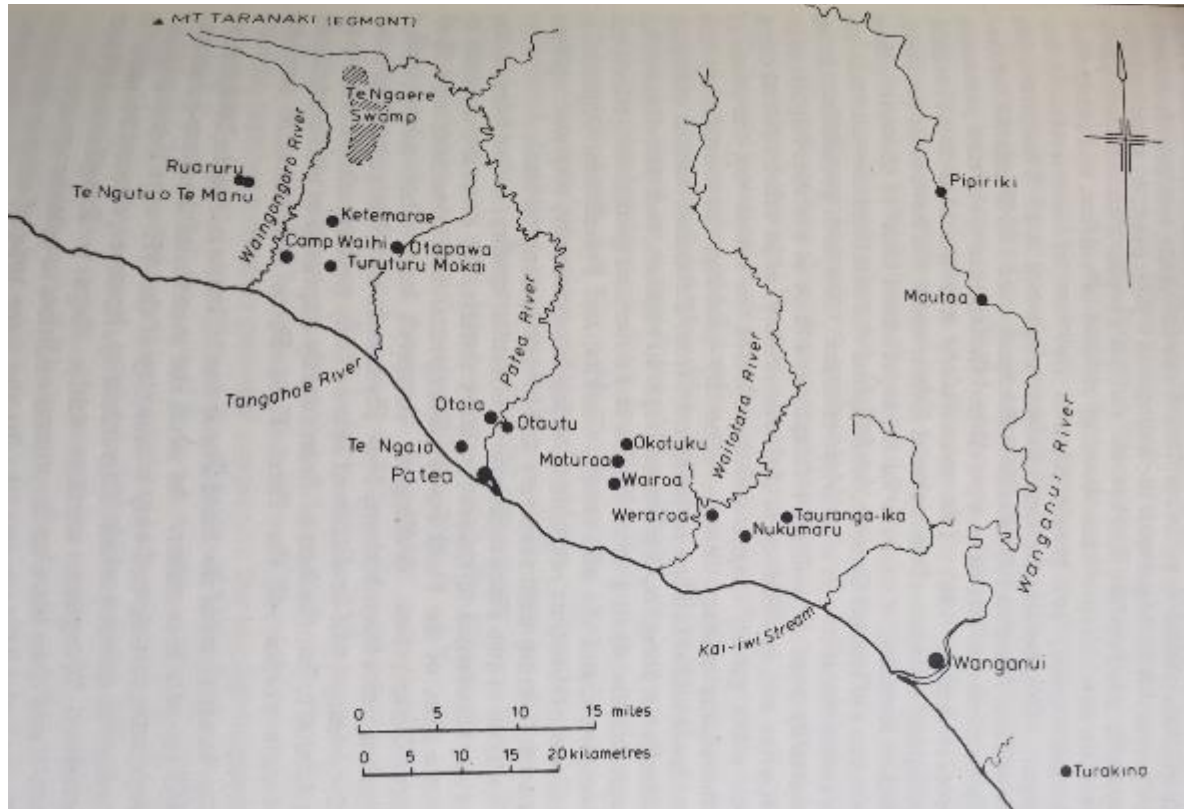 MT TARANAKI (EGMONT)
Te Ngaere
Swamp
Waingongoro River
Ruaruru
Te Ngutu o Te Manu
Pipiriki
Ketemarae
Camp Waihi
Otapawa
Turuturu Mokai
Patea River
Moutoa
Tangahoe River
Waitotara River
Wanganui River
Otoia
Otautu
Te Ngaio
Okotuku
Moturoa
Patea
Wairoa
Weraroa
Tauranga-ika
Nukumaru
Kai-iwi Stream
Wanganui
0 5 10 15 miles
0 5 10 15 20 kilometres
Turakina